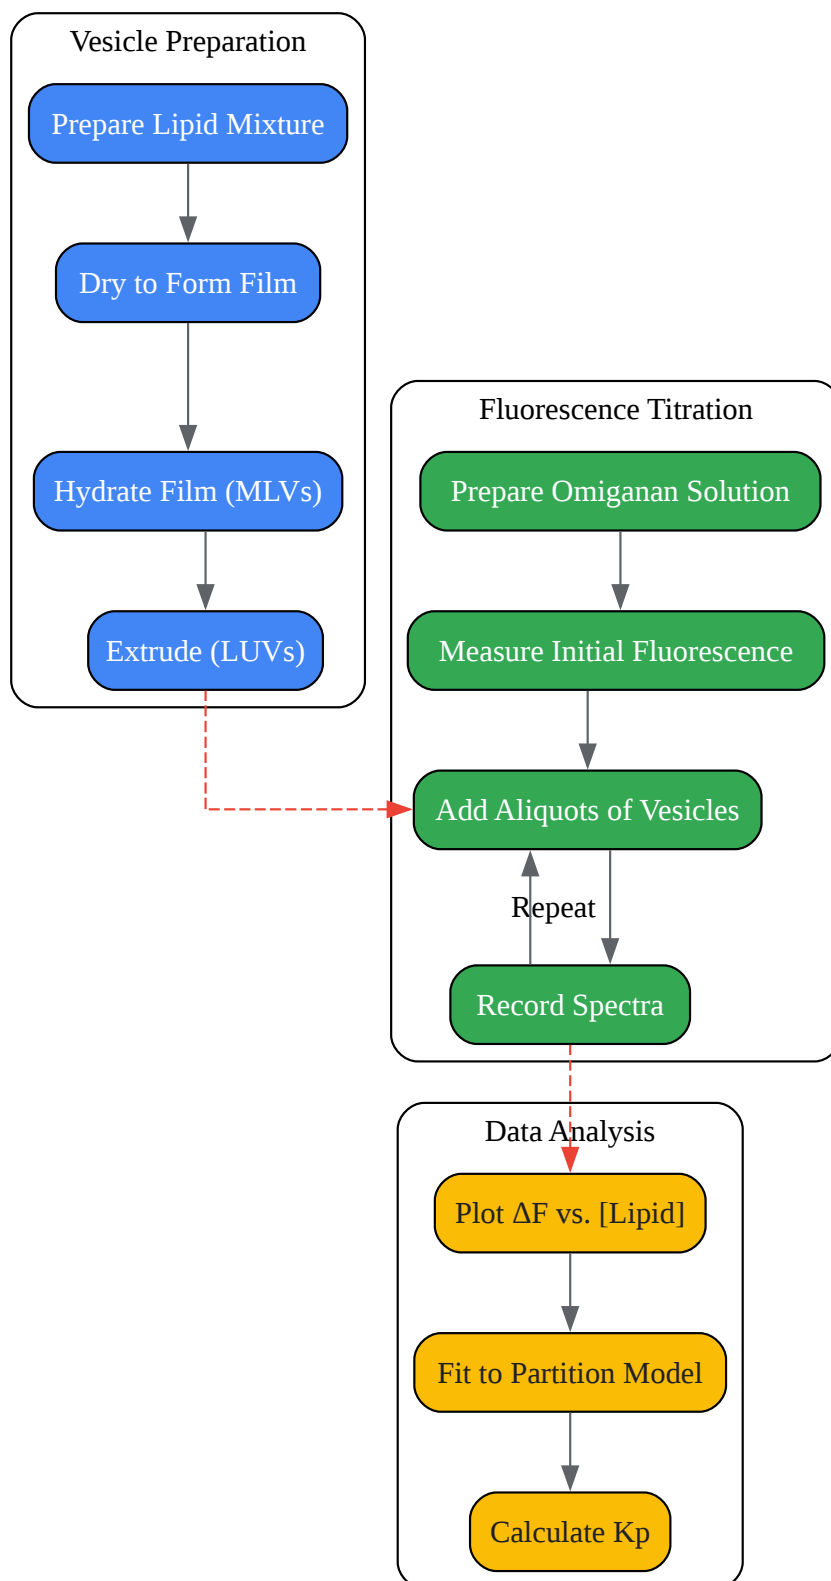 Vesicle Preparation
Prepare Lipid Mixture
Dry to Form Film
Hydrate Film (MLVs)
Extrude (LUVs)
Fluorescence Titration
Prepare Omiganan Solution
Measure Initial Fluorescence
Add Aliquots of Vesicles
Repeat
Record Spectra
Data Analysis
Plot ΔF vs. [Lipid]
Fit to Partition Model
Calculate Kp